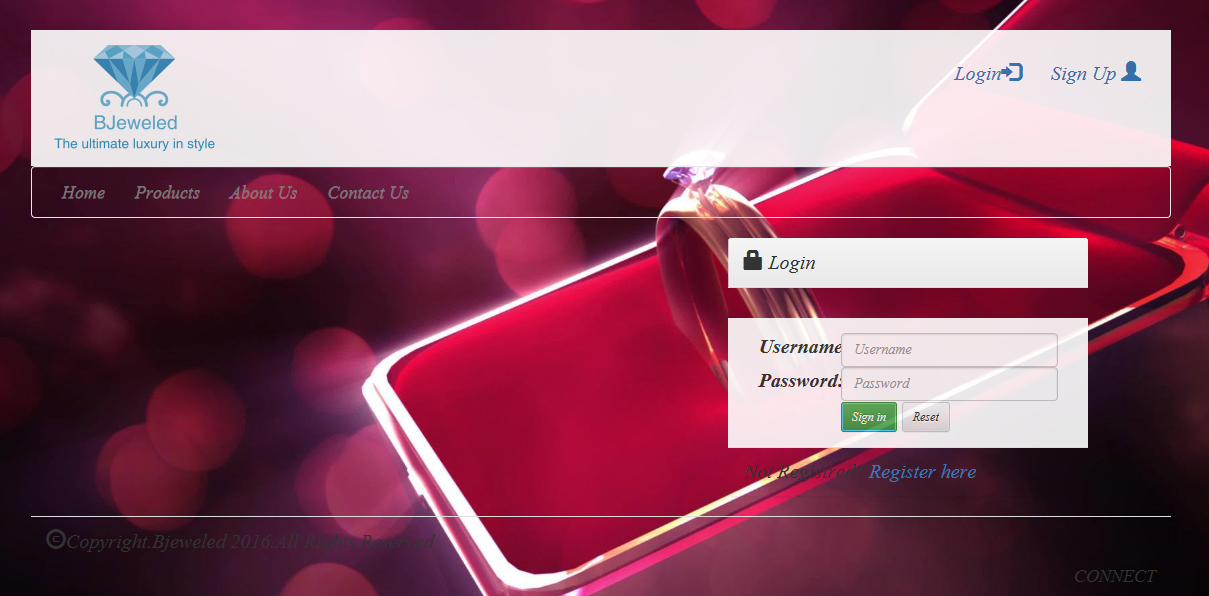 BJeweled
The ultimate luxury in style
Login Sign Up
Home Products About Us Contact Us
Login
Username
Username
Password:
Password
Sign in Reset
Not Registred? Register here
©Copyright.Bjeweled 2016.All Rights Reserved
CONNECT